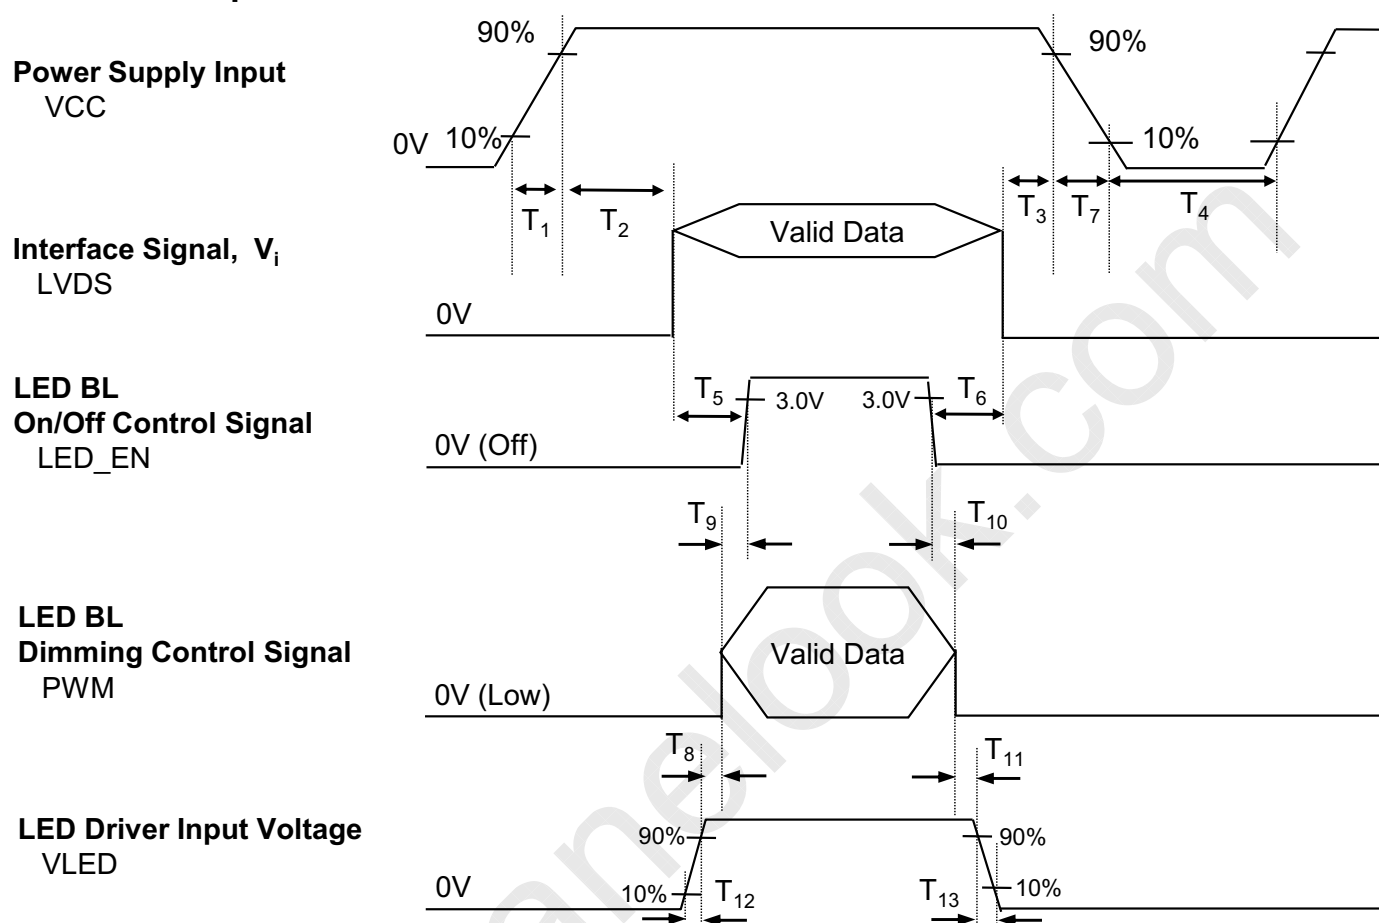 90%
90%
Power Supply Input
VCC
0V 10%
10%
T1 T2 T3 T7 T4
Valid Data
Interface Signal, Vi
LVDS
0V
LED BL
On/Off Control Signal
LED_EN
T5 3.0V 3.0V T6
0V (Off)
T9 T10
LED BL
Dimming Control Signal
PWM
Valid Data
0V (Low)
T8 T11
LED Driver Input Voltage
VLED
90% 90%
0V 10% T12 T13 10%
anelook.com